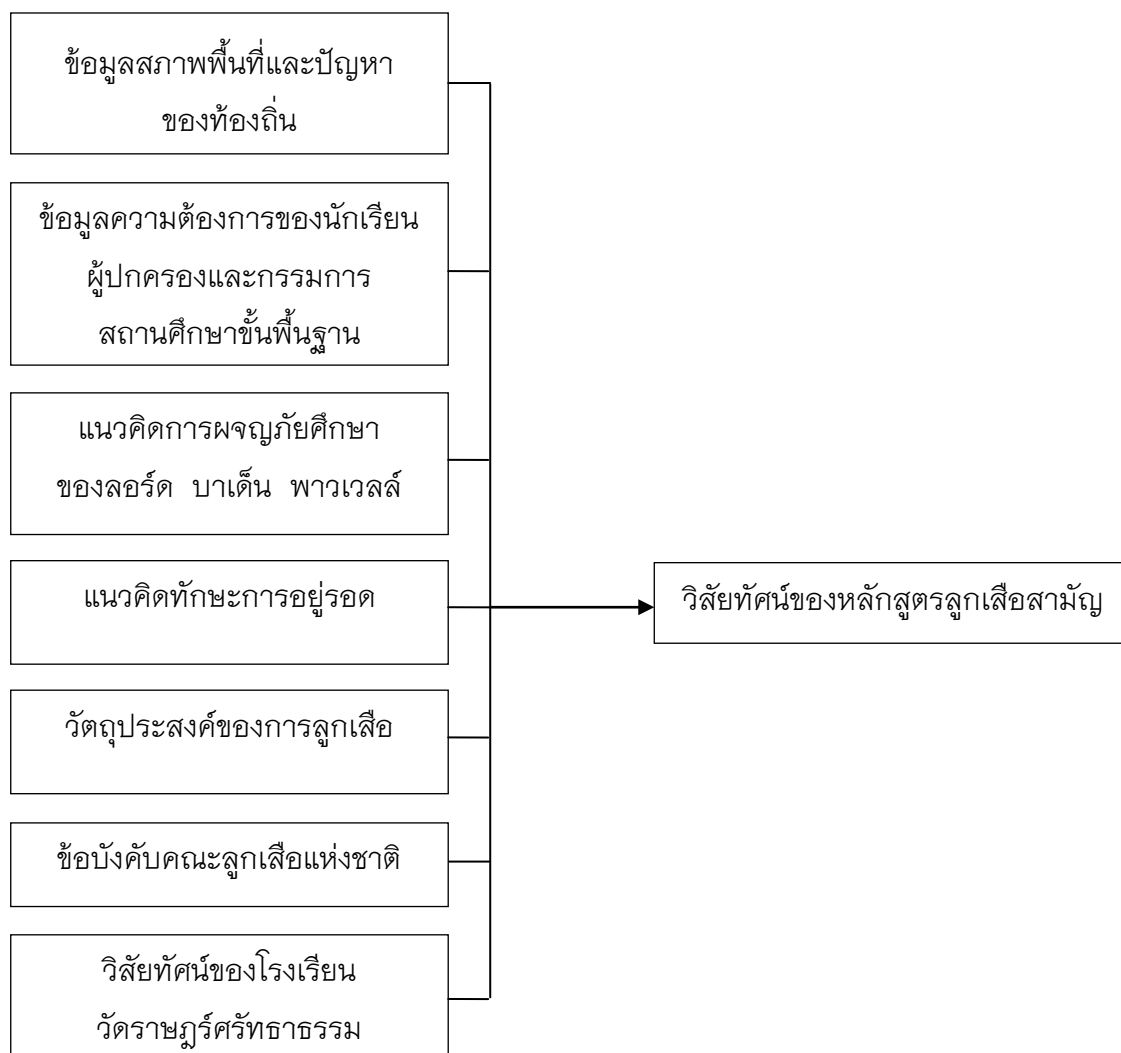 ข้อมูลสภาพพื้นที่และปัญหา
ของท้องถิ่น
ข้อมูลความต้องการของนักเรียน
ผู้ปกครองและกรรมการ
สถานศึกษาขั้นพื้นฐาน
แนวคิดการผจญภัยศึกษา
ของลอร์ด บาเด็น พาวเวลล์
แนวคิดทักษะการอยู่รอด
วัตถุประสงค์ของการลูกเสือ
ข้อบังคับคณะลูกเสือแห่งชาติ
วิสัยทัศน์ของโรงเรียน
วัดราษฎร์ศรัทธาธรรม
วิสัยทัศน์ของหลักสูตรลูกเสือสามัญ